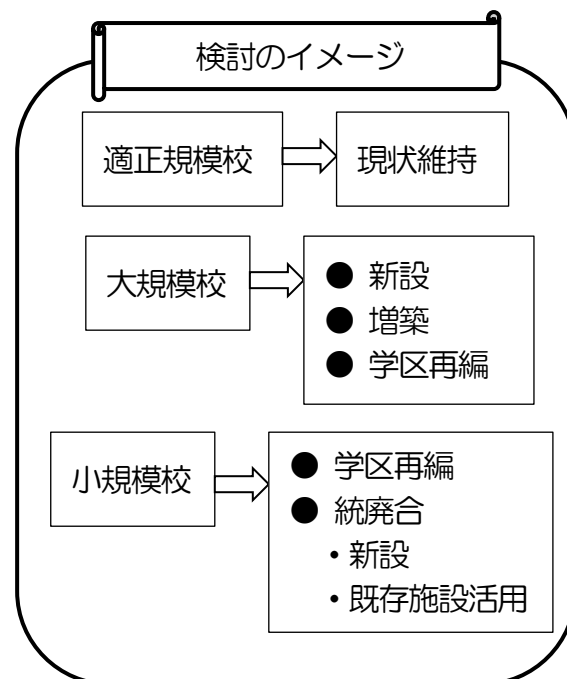 検討のイメージ
適正規模校
現状維持
大規模校
● 新設
● 増築
● 学区再編
小規模校
● 学区再編
● 統廃合
・新設
・既存施設活用